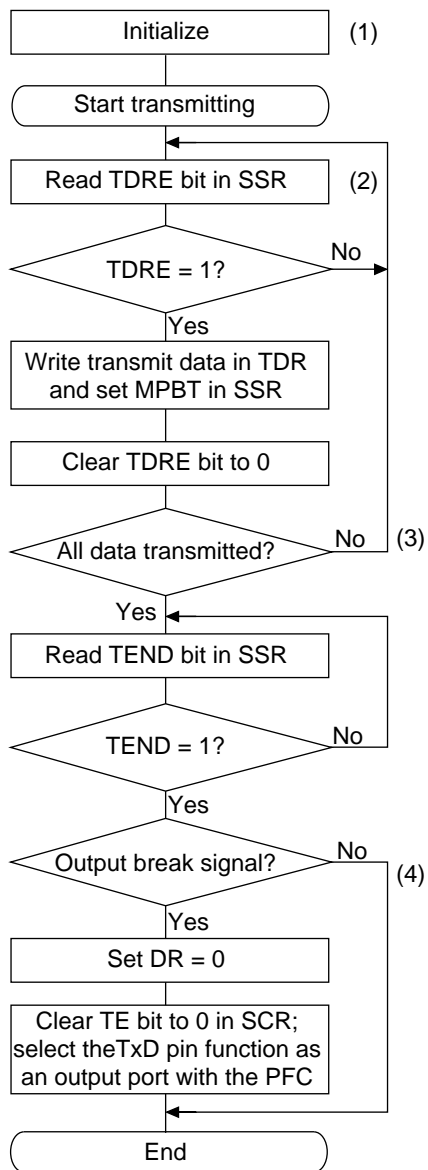 Initialize (1)
Start transmitting
Read TDRE bit in SSR (2)
No
TDRE = 1?
Yes
Write transmit data in TDR
and set MPBT in SSR
Clear TDRE bit to 0
All data transmitted? No (3)
Yes
Read TEND bit in SSR
TEND = 1? No
Yes
Output break signal? No (4)
Yes
Set DR = 0
Clear TE bit to 0 in SCR;
select theTxD pin function as
an output port with the PFC
End